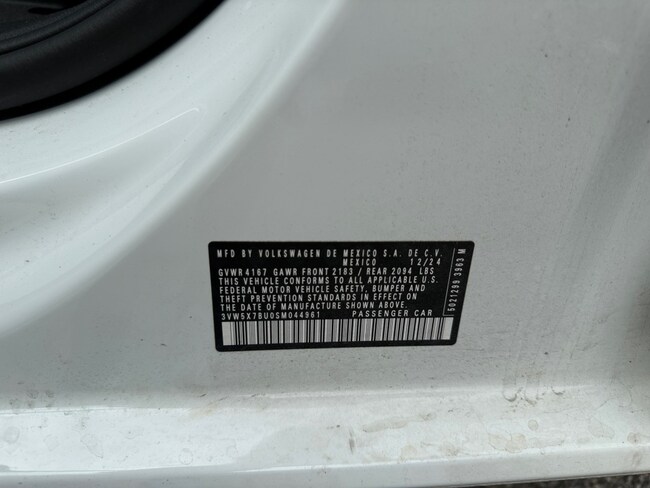 MFD BY VOLKSWAGEN DE MEXICO S.A. DE C.V.
MEXICO 12/24
GVWR 4167 GAWR FRONT 2183 / REAR 2094 LBS
THIS VEHICLE CONFORMS TO ALL APPLICABLE U.S.
FEDERAL MOTOR VEHICLE SAFETY, BUMPER AND
THEFT PREVENTION STANDARDS IN EFFECT ON
THE DATE OF MANUFACTURE SHOWN ABOVE.
3VW5X7BU0SM044961 PASSENGER CAR
5021299 3963 M